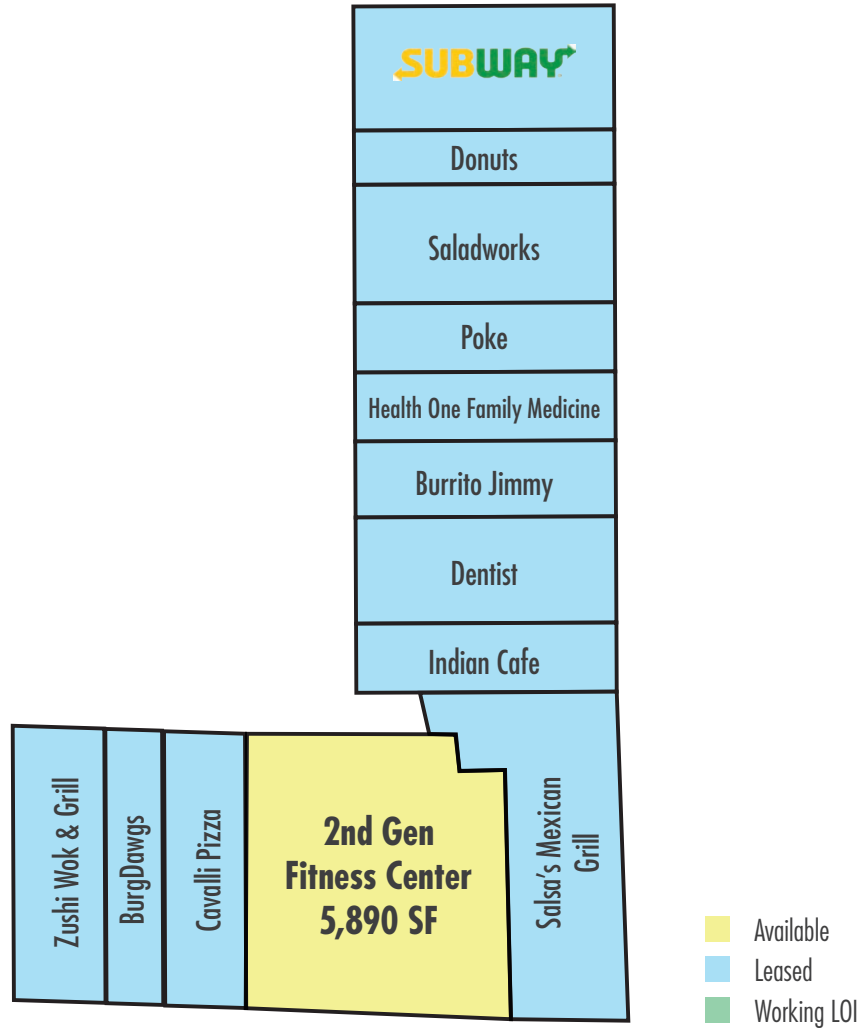 SUBWAY
Donuts
Saladworks
Poke
Health One Family Medicine
Burrito Jimmy
Dentist
Indian Cafe
Zushi Wok & Grill
BurgDawgs
Cavalli Pizza
2nd Gen
Fitness Center
5,890 SF
Salsa's Mexican
Grill
Available
Leased
Working LOI